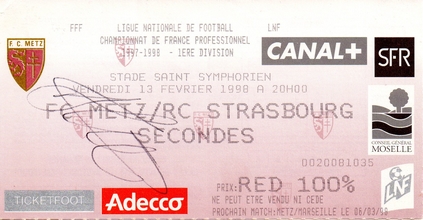 FFF LIGUE NATIONALE DE FOOTBALL LNF
CHAMPIONNAT DE FRANCE PROFESSIONNEL
1997-1998 - 1ERE DIVISION
F.C. METZ
CANAL+
SFR
STADE SAINT SYMPHORIEN
VENDREDI 13 FEVRIER 1998 A 20H00
FC METZ/RC STRASBOURG
SECONDES
CONSEIL GÉNÉRAL
MOSELLE
0020081035
PRIX: RED 100%
NE PEUT ETRE VENDU NI CEDE
PROCHAIN MATCH: METZ/MARSEILLE le 06/03/98
TICKETFOOT
Adecco
LNF